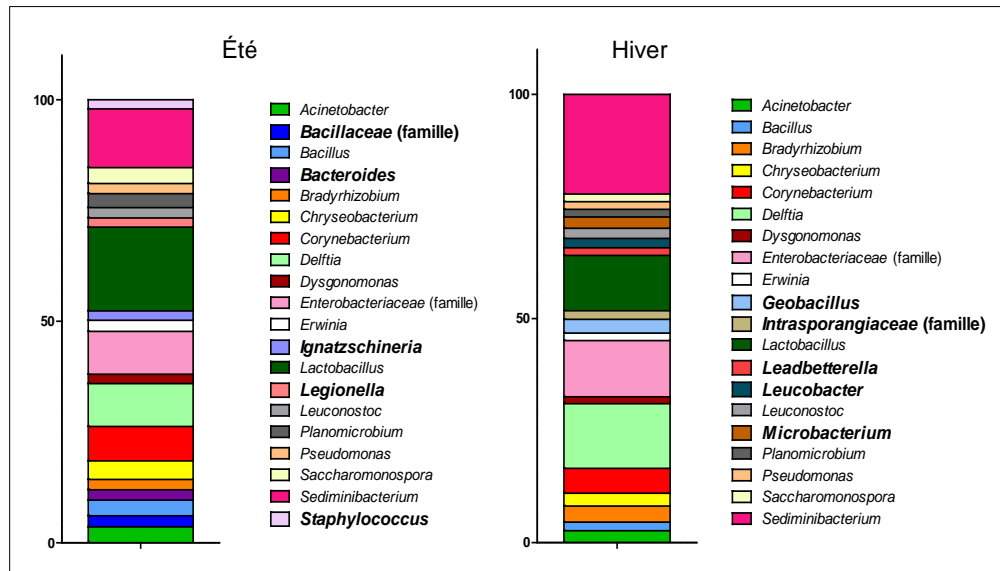 Été
100
50
0
Acinetobacter
Bacillaceae (famille)
Bacillus
Bacteroides
Bradyrhizobium
Chryseobacterium
Corynebacterium
Delftia
Dysgonomonas
Enterobacteriaceae (famille)
Erwinia
Ignatzschineria
Lactobacillus
Legionella
Leuconostoc
Planomicrobium
Pseudomonas
Saccharomonospora
Sediminibacterium
Staphylococcus
Hiver
100
50
0
Acinetobacter
Bacillus
Bradyrhizobium
Chryseobacterium
Corynebacterium
Delftia
Dysgonomonas
Enterobacteriaceae (famille)
Erwinia
Geobacillus
Intrasporangiaceae (famille)
Lactobacillus
Leadbetterella
Leucobacter
Leuconostoc
Microbacterium
Planomicrobium
Pseudomonas
Saccharomonospora
Sediminibacterium